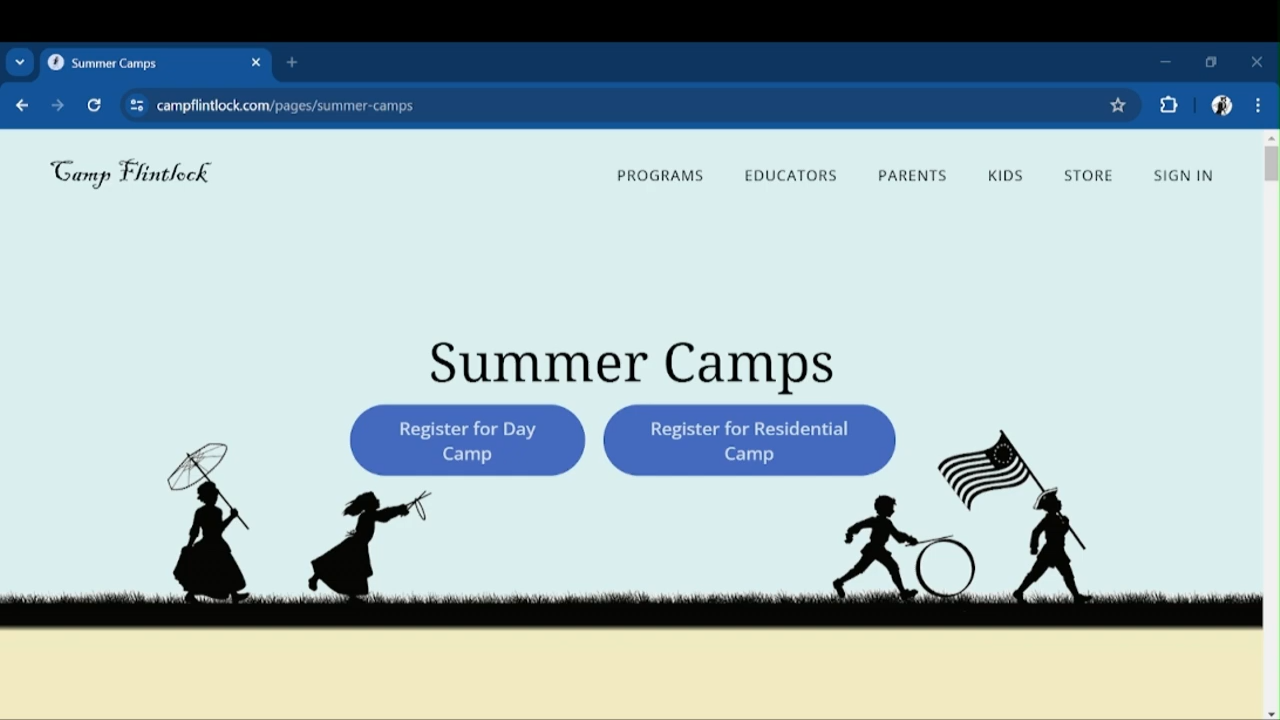 Summer Camps
campflintlock.com/pages/summer-camps
Camp Flintlock
PROGRAMS EDUCATORS PARENTS KIDS STORE SIGN IN
Summer Camps
Register for Day
Camp
Register for Residential
Camp